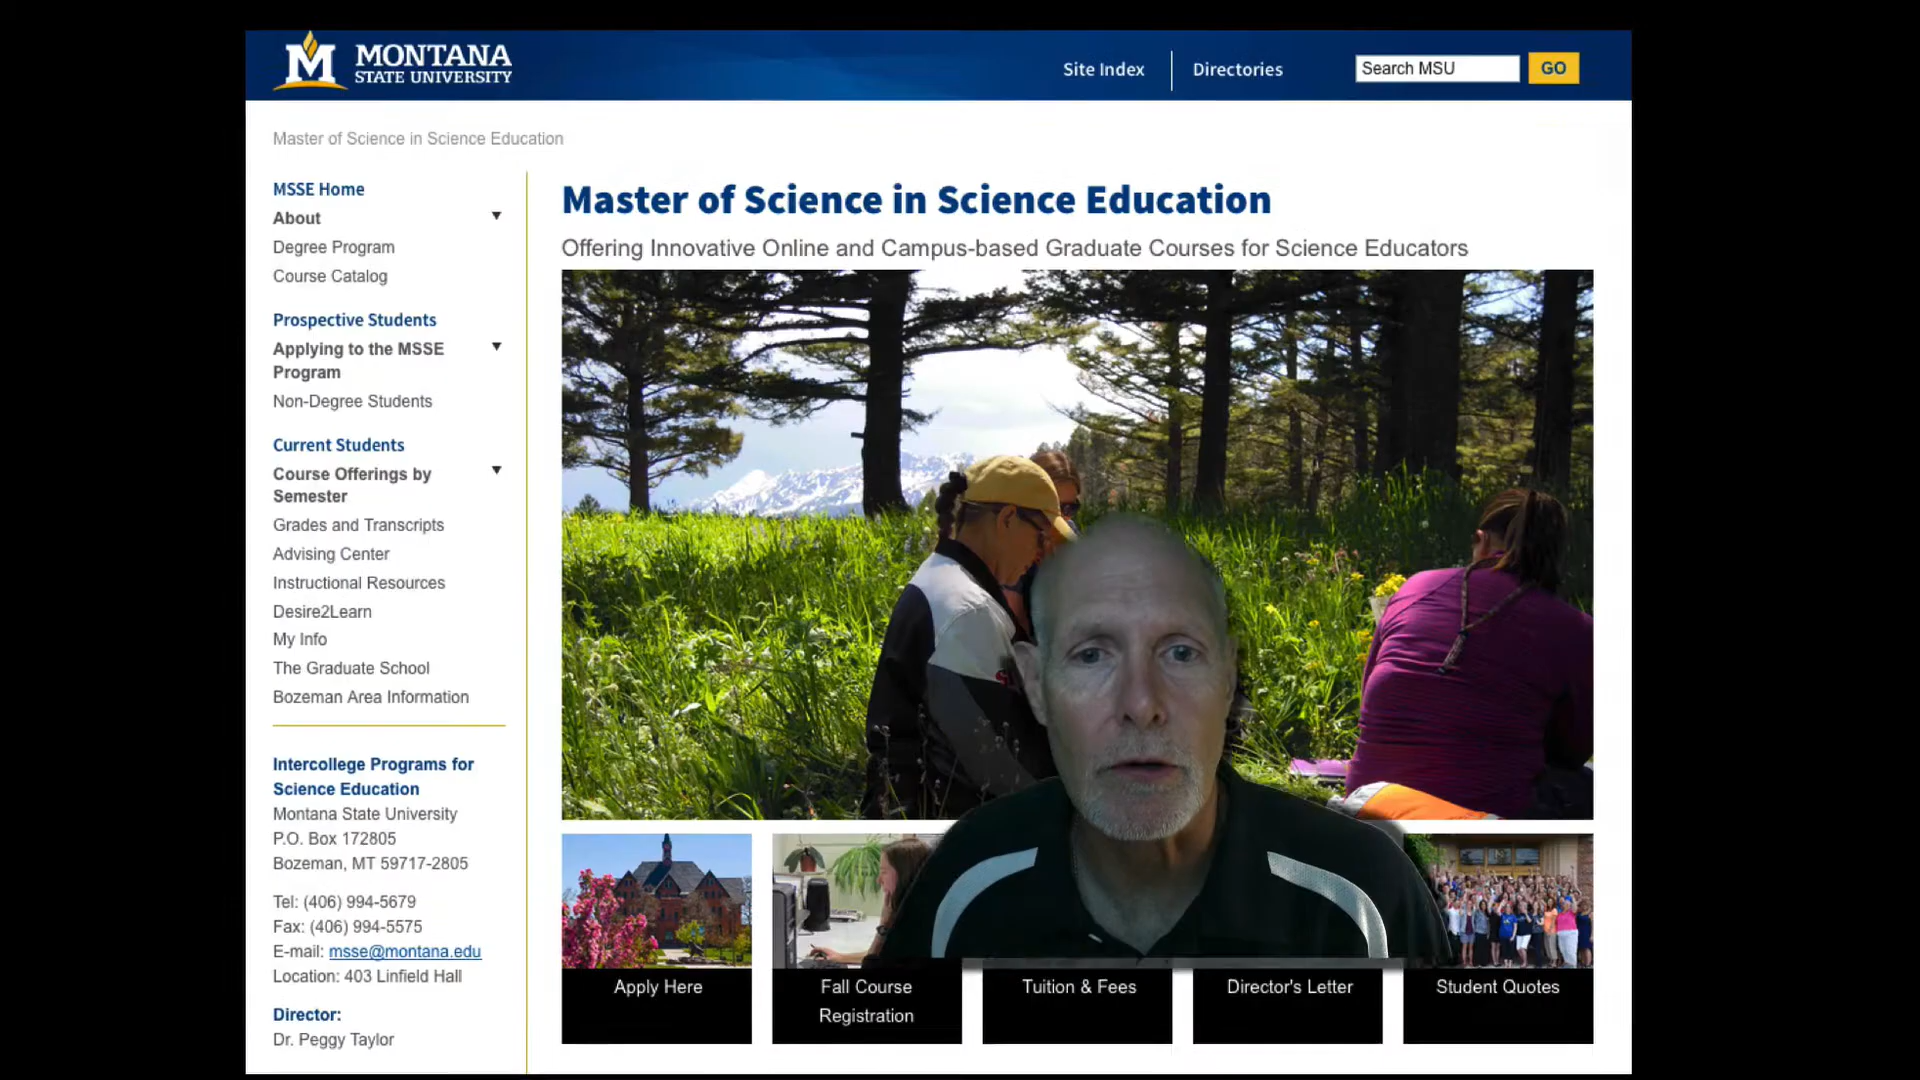 MONTANA
STATE UNIVERSITY
Site Index
Directories
Search MSU
GO
Master of Science in Science Education
MSSE Home
About
Degree Program
Course Catalog
Prospective Students
Applying to the MSSE
Program
Non-Degree Students
Current Students
Course Offerings by
Semester
Grades and Transcripts
Advising Center
Instructional Resources
Desire2Learn
My Info
The Graduate School
Bozeman Area Information
Intercollege Programs for
Science Education
Montana State University
P.O. Box 172805
Bozeman, MT 59717-2805
Tel: (406) 994-5679
Fax: (406) 994-5575
E-mail: msse@montana.edu
Location: 403 Linfield Hall
Director:
Dr. Peggy Taylor
Master of Science in Science Education
Offering Innovative Online and Campus-based Graduate Courses for Science Educators
Apply Here
Fall Course
Registration
Tuition & Fees
Director's Letter
Student Quotes